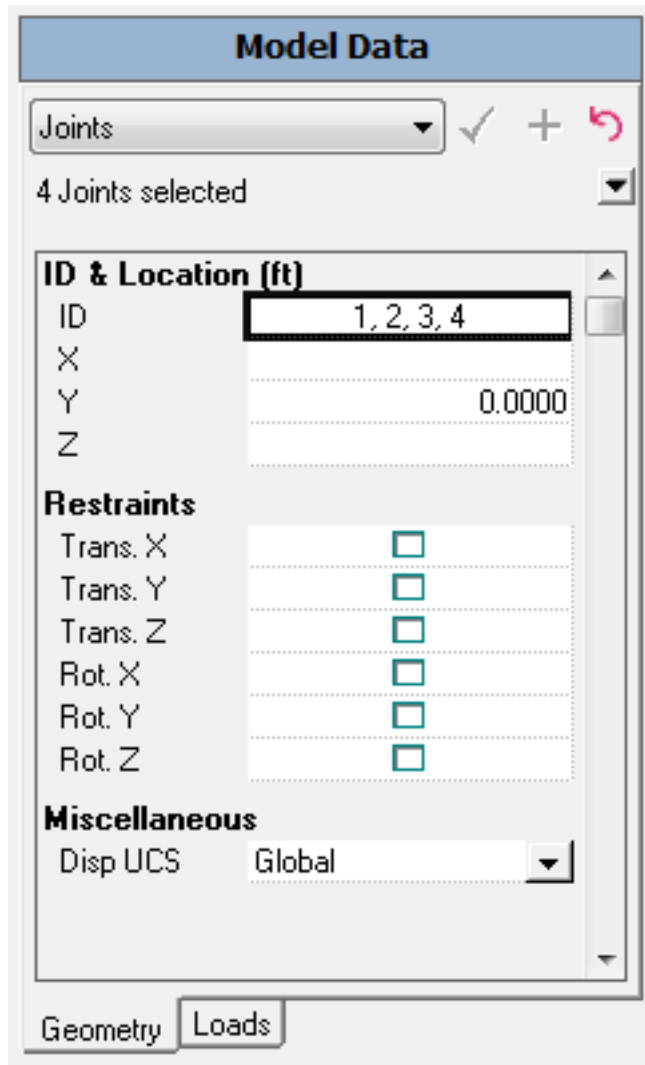 Model Data
Joints
4 Joints selected
ID & Location (ft)
ID 1, 2, 3, 4
X
Y 0.0000
Z
Restraints
Trans. X
Trans. Y
Trans. Z
Rot. X
Rot. Y
Rot. Z
Miscellaneous
Disp UCS Global
Geometry Loads